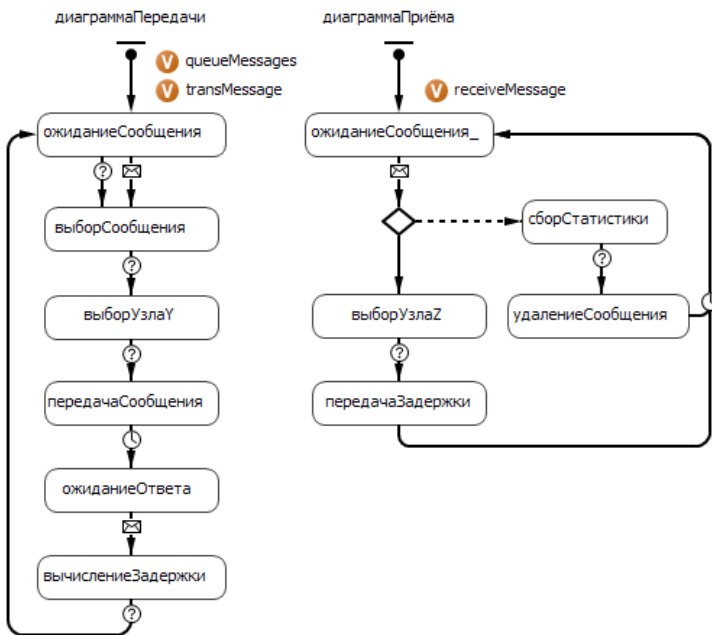 диаграммаПередачи
диаграммаПриёма
V queueMessages
V transMessage
V receiveMessage
ожиданиеСообщения
ожиданиеСообщения_
? 
выборСообщения
сборСтатистики
?
?
выборУзлаY
выборУзлаZ
удалениеСообщения
?
?
передачаСообщения
передачаЗадержки
ожиданиеОтвета
вычислениеЗадержки
?